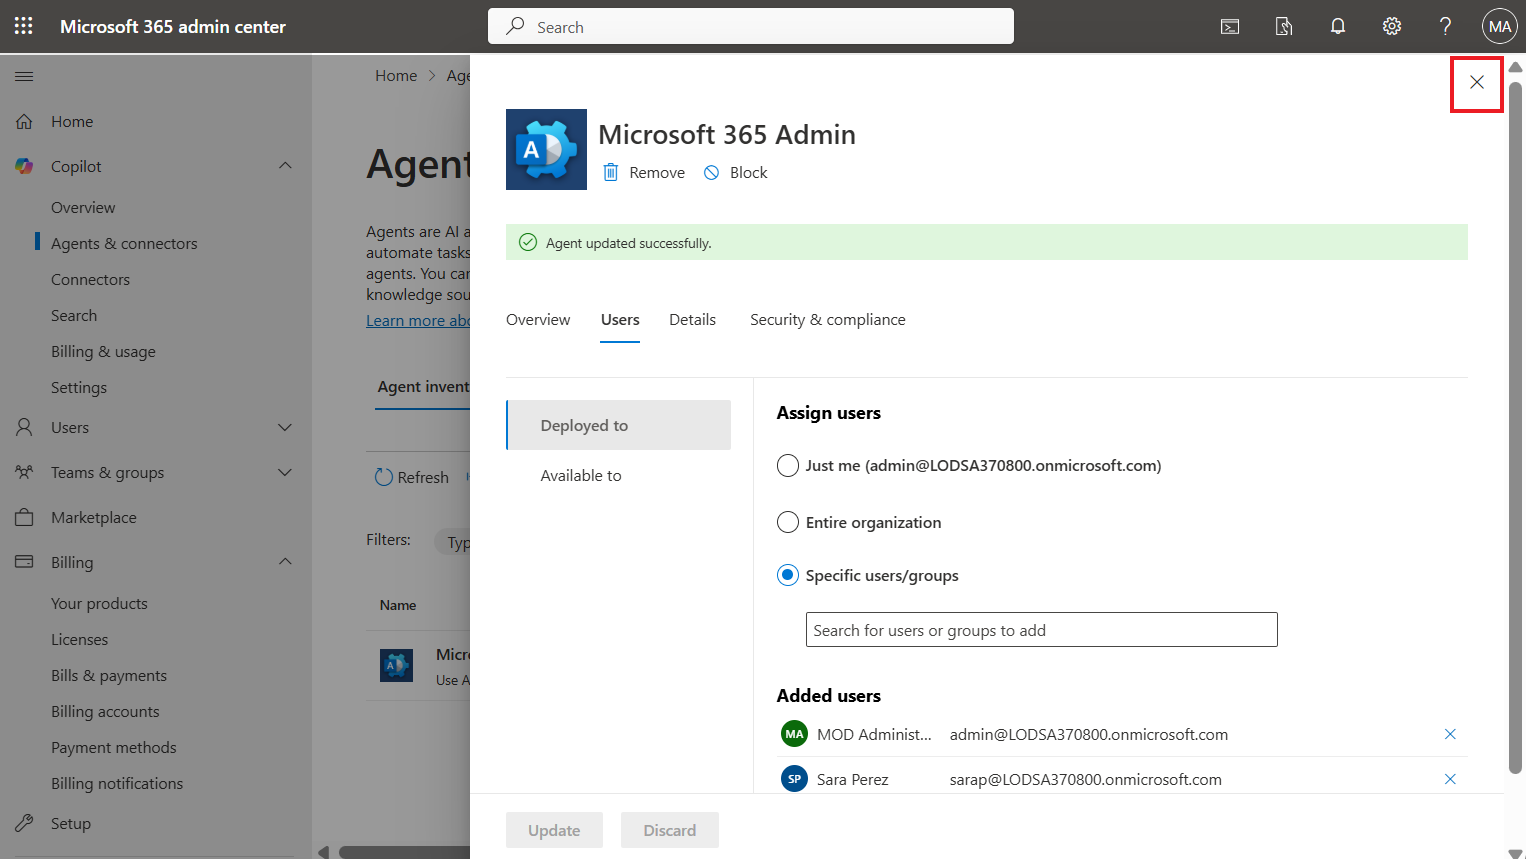 Microsoft 365 admin center
Search
MA
Home
Copilot
Overview
Agents & connectors
Connectors
Search
Billing & usage
Settings
Users
Teams & groups
Marketplace
Billing
Your products
Licenses
Bills & payments
Billing accounts
Payment methods
Billing notifications
Setup
Home > Age
Agent
Agents are AI a
automate tasks
agents. You can
knowledge sou
Learn more abo
Agent invent
Refresh
Filters: Typ
Name
Micro
Use A
A
Microsoft 365 Admin
Remove Block
Agent updated successfully.
Overview Users Details Security & compliance
Deployed to
Available to
Assign users
Just me (admin@LODSA370800.onmicrosoft.com)
Entire organization
Specific users/groups
Search for users or groups to add
Added users
MA MOD Administ... admin@LODSA370800.onmicrosoft.com
SP Sara Perez sarap@LODSA370800.onmicrosoft.com
Update Discard